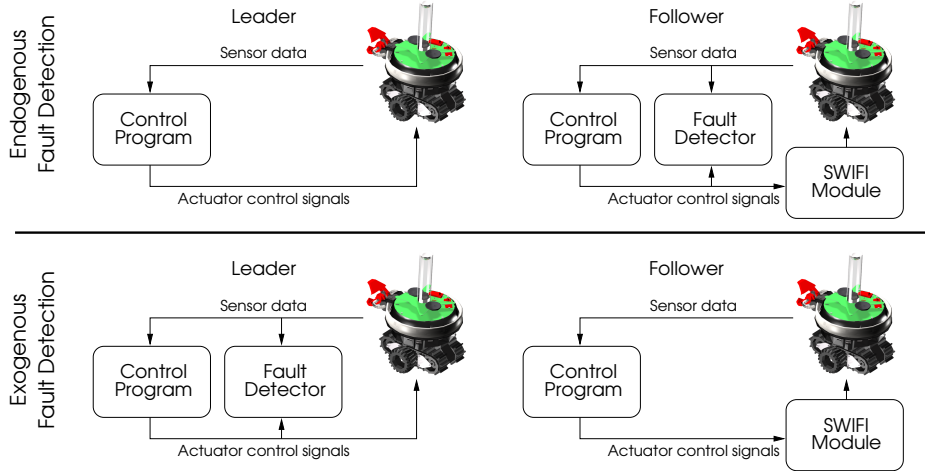 Endogenous
Fault Detection
Leader
Sensor data
Control
Program
Actuator control signals
Follower
Sensor data
Control
Program
Fault
Detector
SWIFI
Module
Actuator control signals
Exogenous
Fault Detection
Leader
Sensor data
Control
Program
Fault
Detector
Actuator control signals
Follower
Sensor data
Control
Program
SWIFI
Module
Actuator control signals